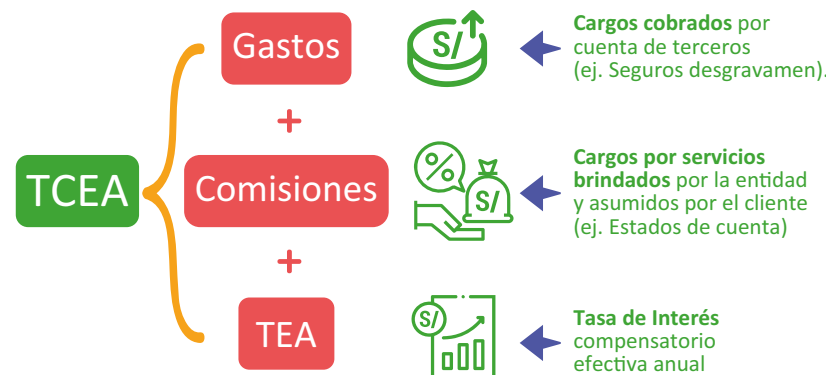 Gastos
S/
Cargos cobrados por
cuenta de terceros
(ej. Seguros desgravamen).
+
TCEA
Comisiones
%
S/
Cargos por servicios
brindados por la entidad
y asumidos por el cliente
(ej. Estados de cuenta)
+
TEA
S/
Tasa de Interés
compensatorio
efectiva anual